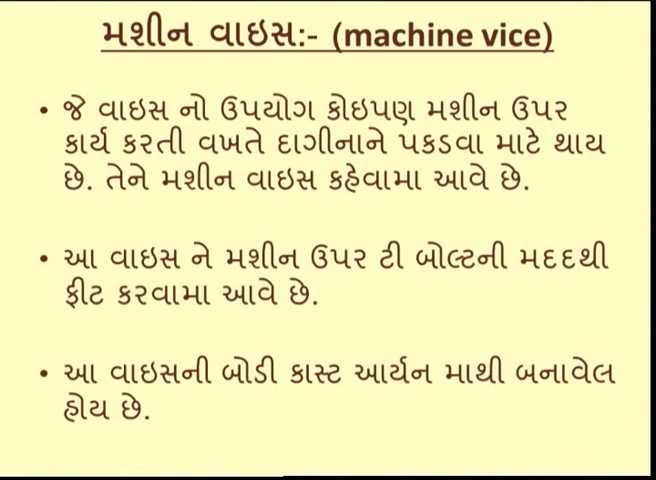 મશીન વાઇસ:- (machine vice)
• જે વાઇસ નો ઉપયોગ કોઇપણ મશીન ઉપર
કાર્ય કરતી વખતે દાગીનાને પકડવા માટે થાય
છે. તેને મશીન વાઇસ કહેવામા આવે છે.
• આ વાઇસ ને મશીન ઉપર ટી બોલ્ટની મદદથી
ફીટ કરવામા આવે છે.
• આ વાઇસની બોડી કાસ્ટ આર્યન માથી બનાવેલ
હોય છે.